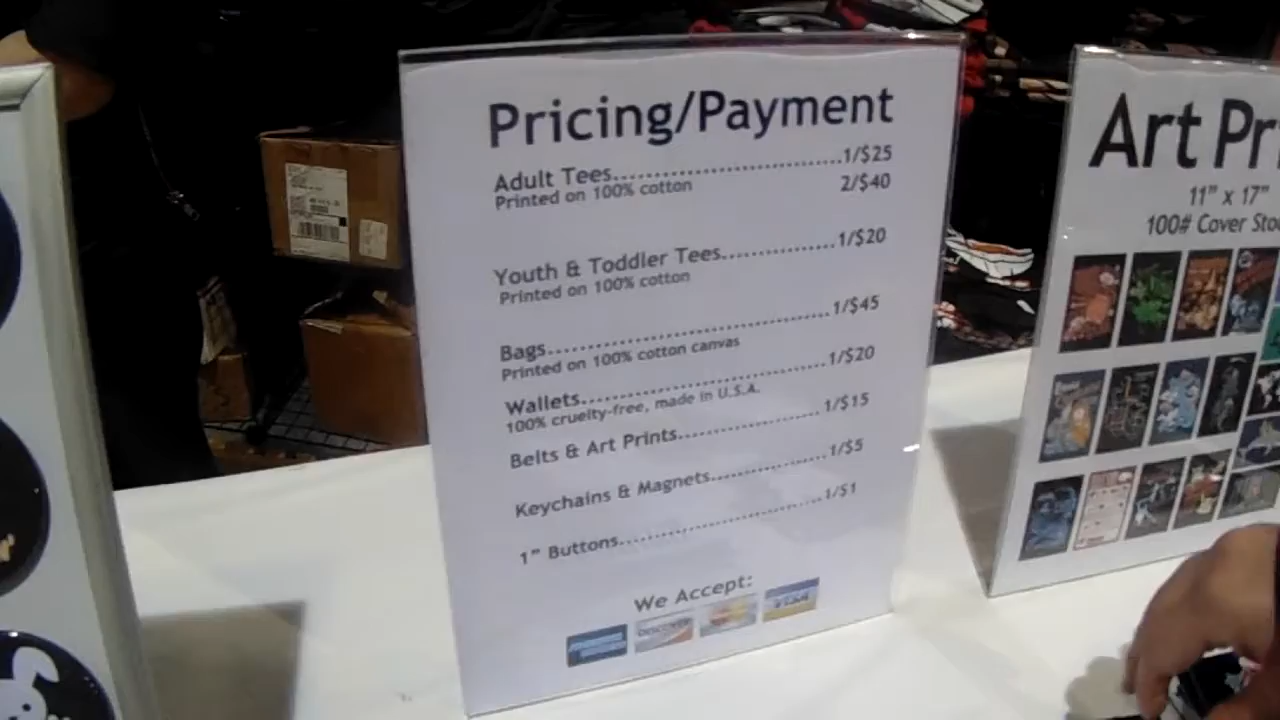 Pricing/Payment
Adult Tees..............................1/$25
Printed on 100% cotton 2/$40
Youth & Toddler Tees...............1/$20
Printed on 100% cotton
Bags......................................1/$45
Printed on 100% cotton canvas
Wallets.................................1/$20
100% cruelty-free, made in U.S.A.
Belts & Art Prints...................1/$15
Keychains & Magnets...............1/$5
1" Buttons...........................1/$1
We Accept:
DISCOVER
VISA
Art Pr
11" x 17"
100# Cover Sto